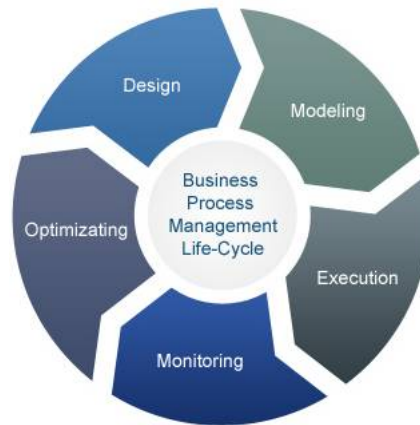 Design
Modeling
Business
Process
Management
Life-Cycle
Optimizating
Execution
Monitoring